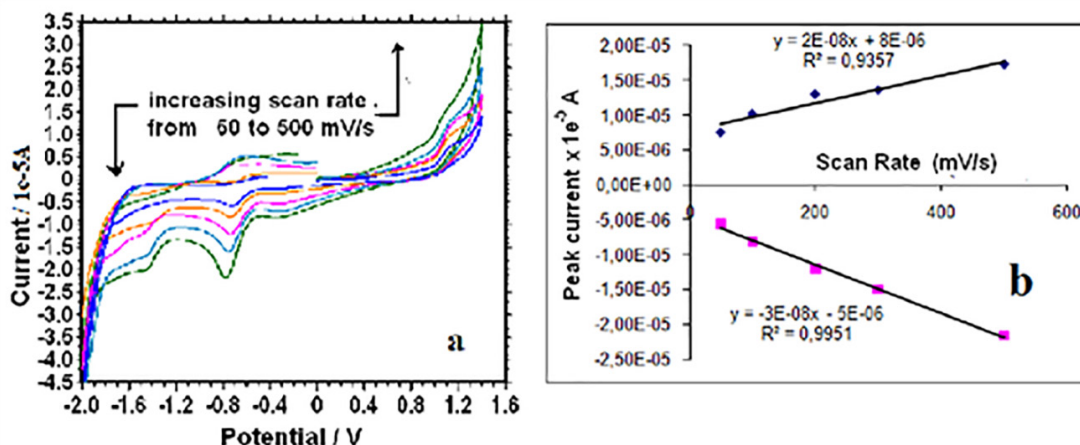 3.5
3.0
2.5
2.0
1.5
1.0
0.5
0
-0.5
-1.0
-1.5
-2.0
-2.5
-3.0
-3.5
-4.0
-4.5
Current / 1e-5A
increasing scan rate
from 50 to 500 mV/s
a
-2.0 -1.6 -1.2 -0.8 -0.4 0 0.4 0.8 1.2 1.6
Potential / V
2,00E-05
1,50E-05
1,00E-05
5,00E-06
0,00E+00
-5,00E-06
-1,00E-05
-1,50E-05
-2,00E-05
-2,50E-05
Peak current x 1e⁻⁵ A
y = 2E-08x + 8E-06
R² = 0,9357
Scan Rate (mV/s)
0 200 400 600
b
y = -3E-08x - 5E-06
R² = 0,9951